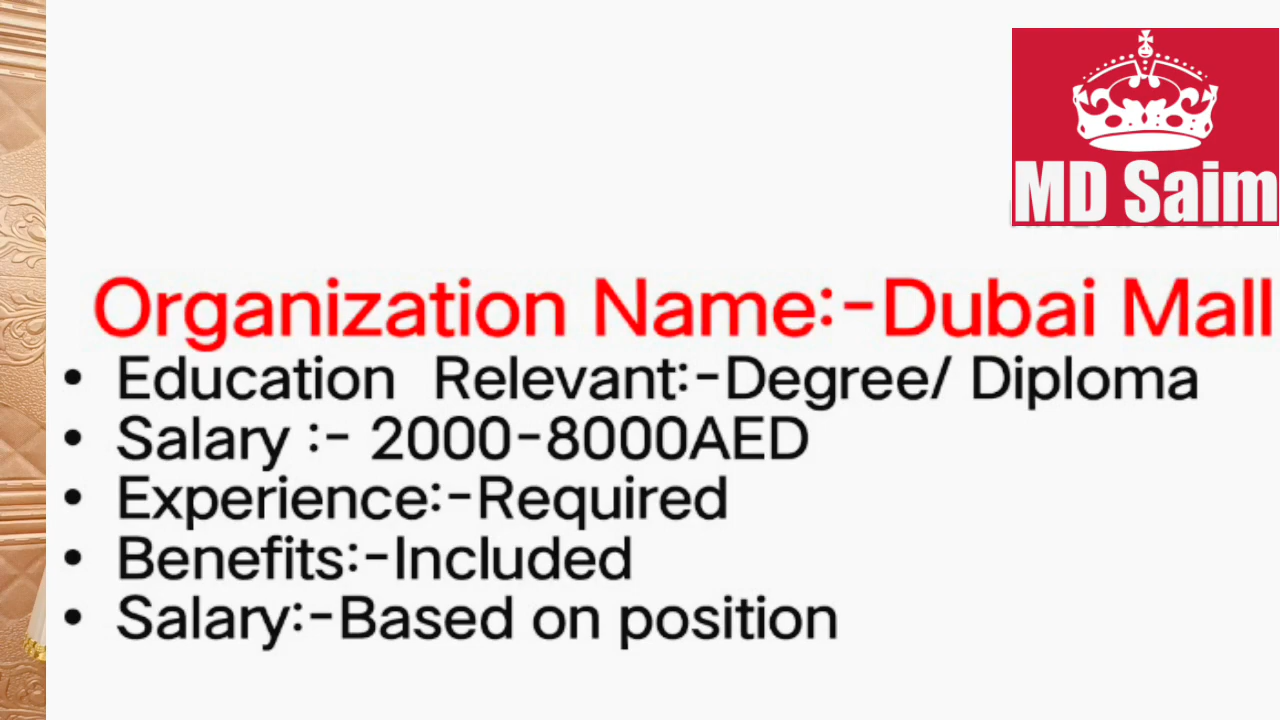 MD Saim
Organization Name:-Dubai Mall
• Education Relevant:-Degree/ Diploma
• Salary :- 2000-8000AED
• Experience:-Required
• Benefits:-Included
• Salary:-Based on position